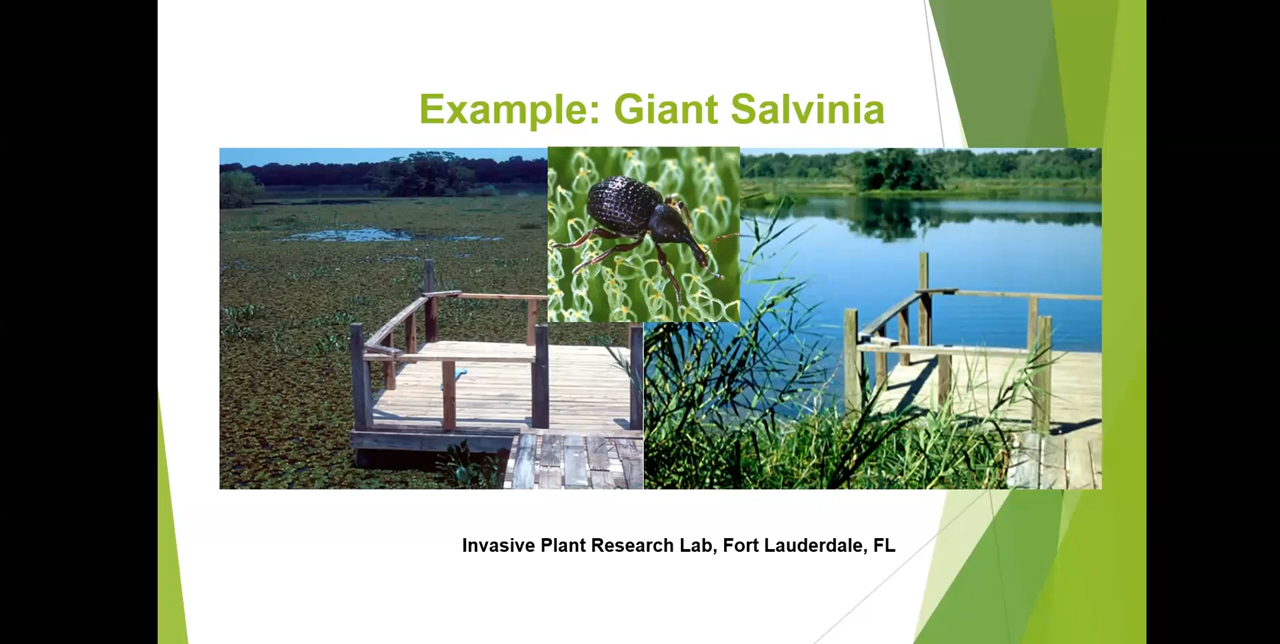 Example: Giant Salvinia
Invasive Plant Research Lab, Fort Lauderdale, FL